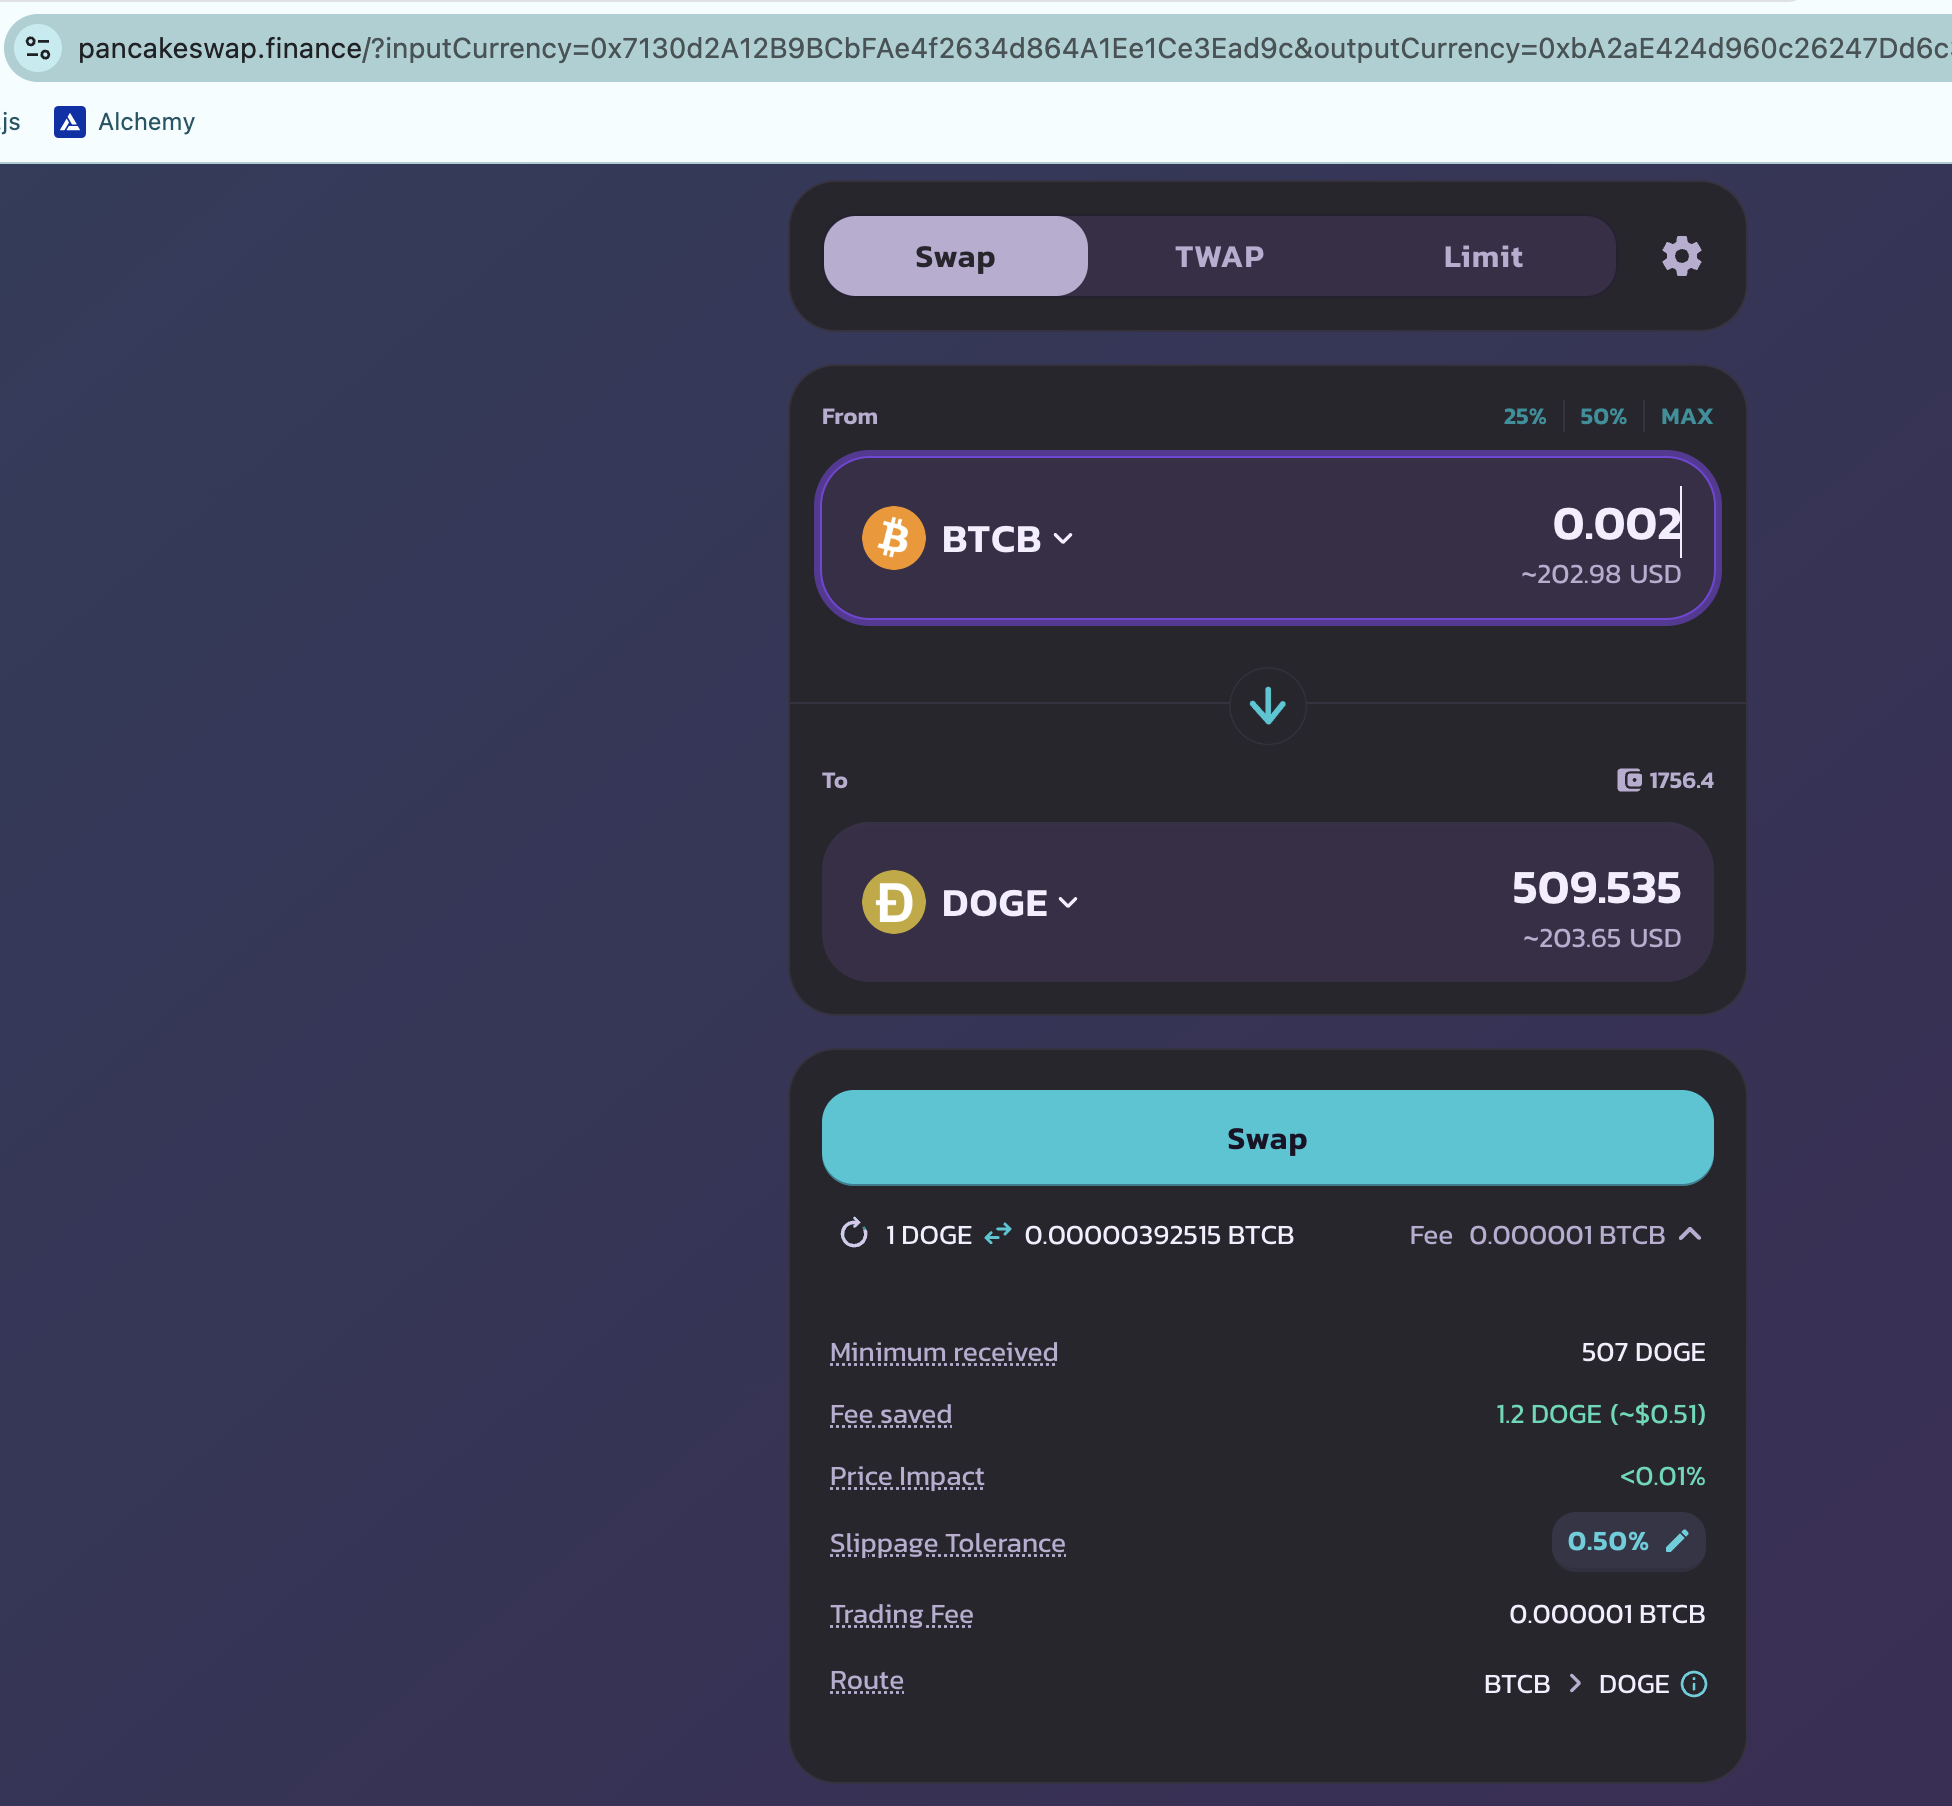 pancakeswap.finance/?inputCurrency=0x7130d2A12B9BCbFAe4f2634d864A1Ee1Ce3Ead9c&outputCurrency=0xbA2aE424d960c26247Dd6c
js Alchemy
Swap TWAP Limit
From 25% 50% MAX
BTCB 0.002
~202.98 USD
To 1756.4
DOGE 509.535
~203.65 USD
Swap
1 DOGE 0.00000392515 BTCB Fee 0.000001 BTCB
Minimum received 507 DOGE
Fee saved 1.2 DOGE (~$0.51)
Price Impact <0.01%
Slippage Tolerance 0.50%
Trading Fee 0.000001 BTCB
Route BTCB > DOGE